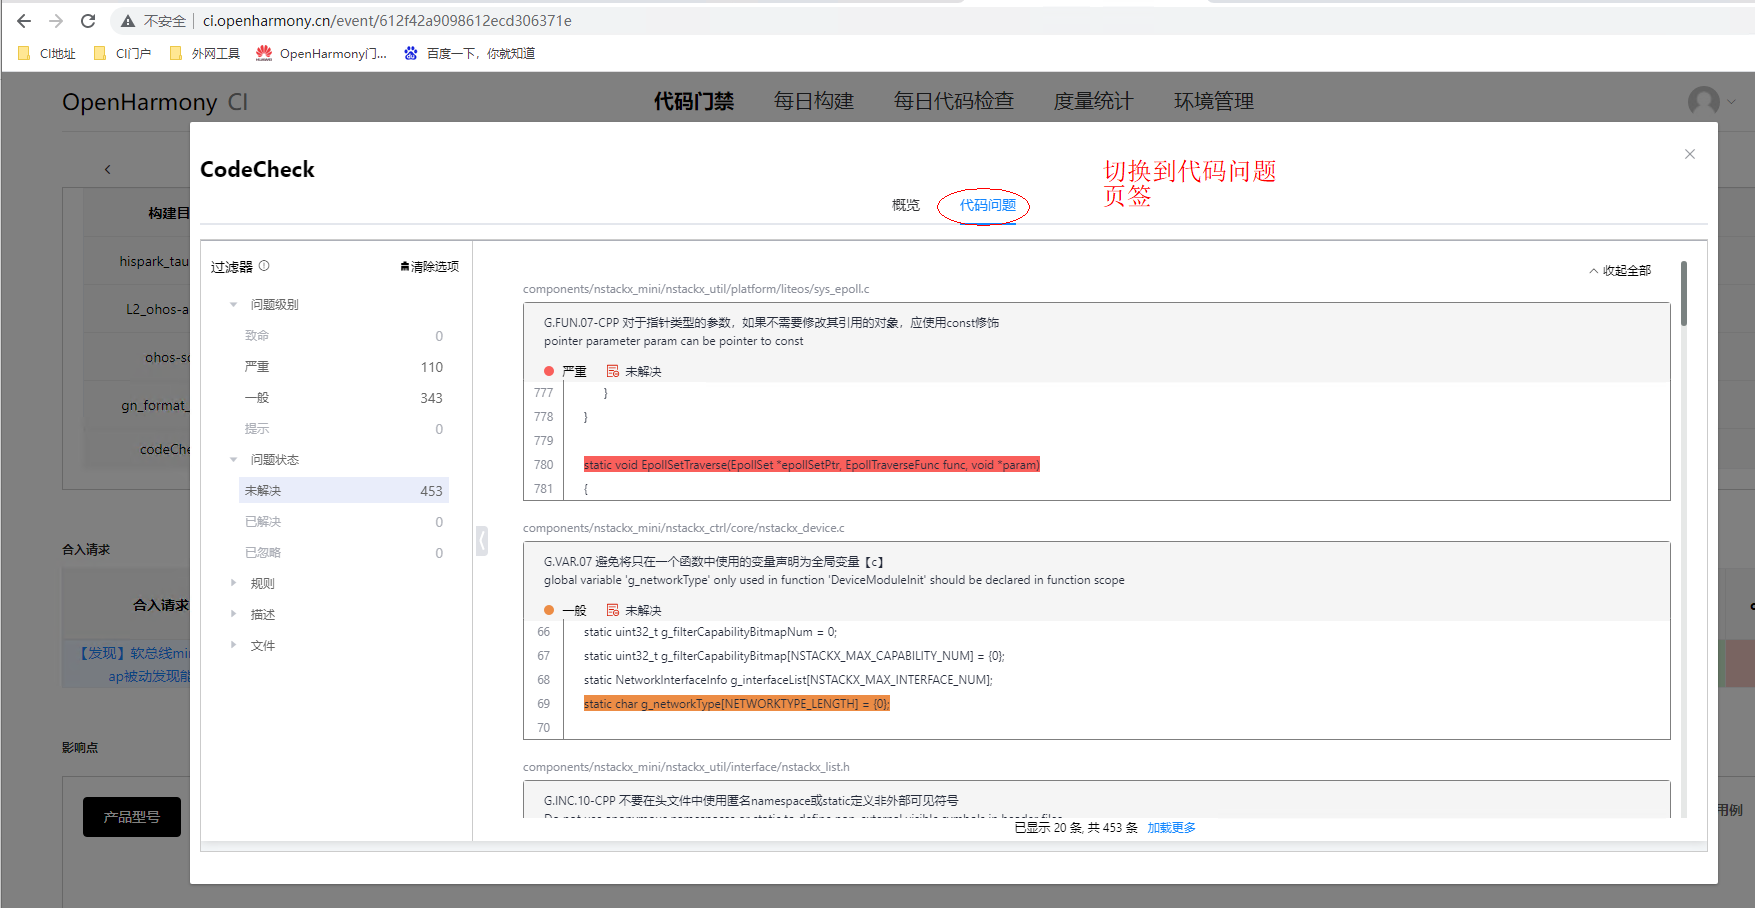 不安全 ci.openharmony.cn/event/612f42a9098612ecd306371e
CI地址 CI门户 外网工具 OpenHarmony门... 百度一下，你就知道
OpenHarmony CI 代码门禁 每日构建 每日代码检查 度量统计 环境管理
CodeCheck
切换到代码问题
页签
概览 代码问题
构建目
hispark_tau
L2_ohos-a
ohos-sc
gn_format_
codeChe
合入请求
合入请求
【发现】软总线mi
ap被动发现能
影响点
产品型号
用例
过滤器 清除选项
问题级别
致命 0
严重 110
一般 343
提示 0
问题状态
未解决 453
已解决 0
已忽略 0
规则
描述
文件
收起全部
components/nstackx_mini/nstackx_util/platform/liteos/sys_epoll.c
G.FUN.07-CPP 对于指针类型的参数，如果不需要修改其引用的对象，应使用const修饰
pointer parameter param can be pointer to const
严重 未解决
777 }
778 }
779
780 static void EpollSetTraverse(EpollSet *epollSetPtr, EpollTraverseFunc func, void *param)
781 {
components/nstackx_mini/nstackx_ctrl/core/nstackx_device.c
G.VAR.07 避免将只在一个函数中使用的变量声明为全局变量【c】
global variable 'g_networkType' only used in function 'DeviceModuleInit' should be declared in function scope
一般 未解决
66 static uint32_t g_filterCapabilityBitmapNum = 0;
67 static uint32_t g_filterCapabilityBitmap[NSTACKX_MAX_CAPABILITY_NUM] = {0};
68 static NetworkInterfaceInfo g_interfaceList[NSTACKX_MAX_INTERFACE_NUM];
69 static char g_networkType[NETWORKTYPE_LENGTH] = {0};
70
components/nstackx_mini/nstackx_util/interface/nstackx_list.h
G.INC.10-CPP 不要在头文件中使用匿名namespace或static定义非外部可见符号
Do not use anonymous namespaces or static to define non-external visible symbols in header files
已显示 20 条, 共 453 条 加载更多